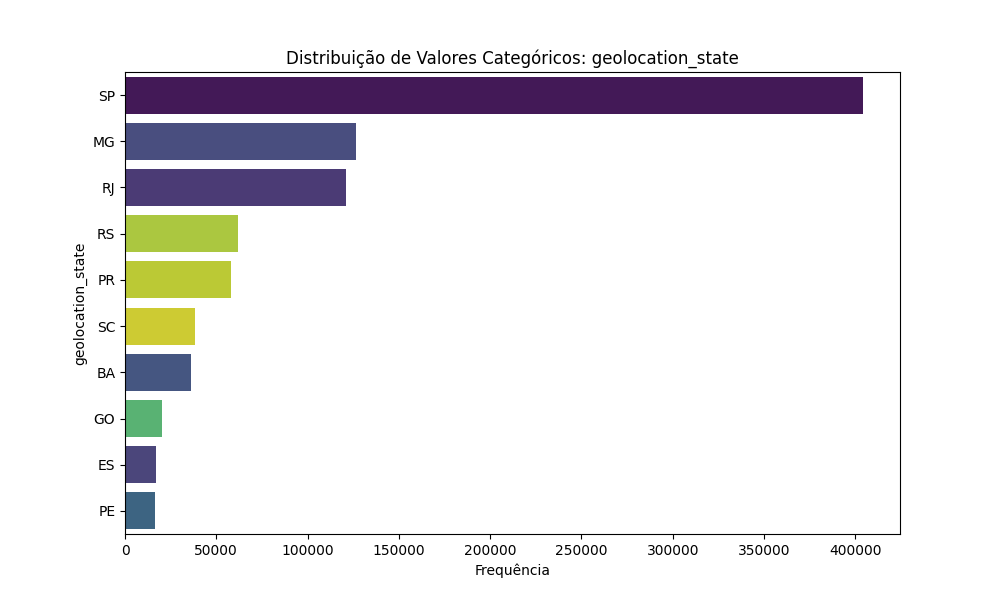 Distribuição de Valores Categóricos: geolocation_state
geolocation_state
SP
MG
RJ
RS
PR
SC
BA
GO
ES
PE
0 50000 100000 150000 200000 250000 300000 350000 400000
Frequência